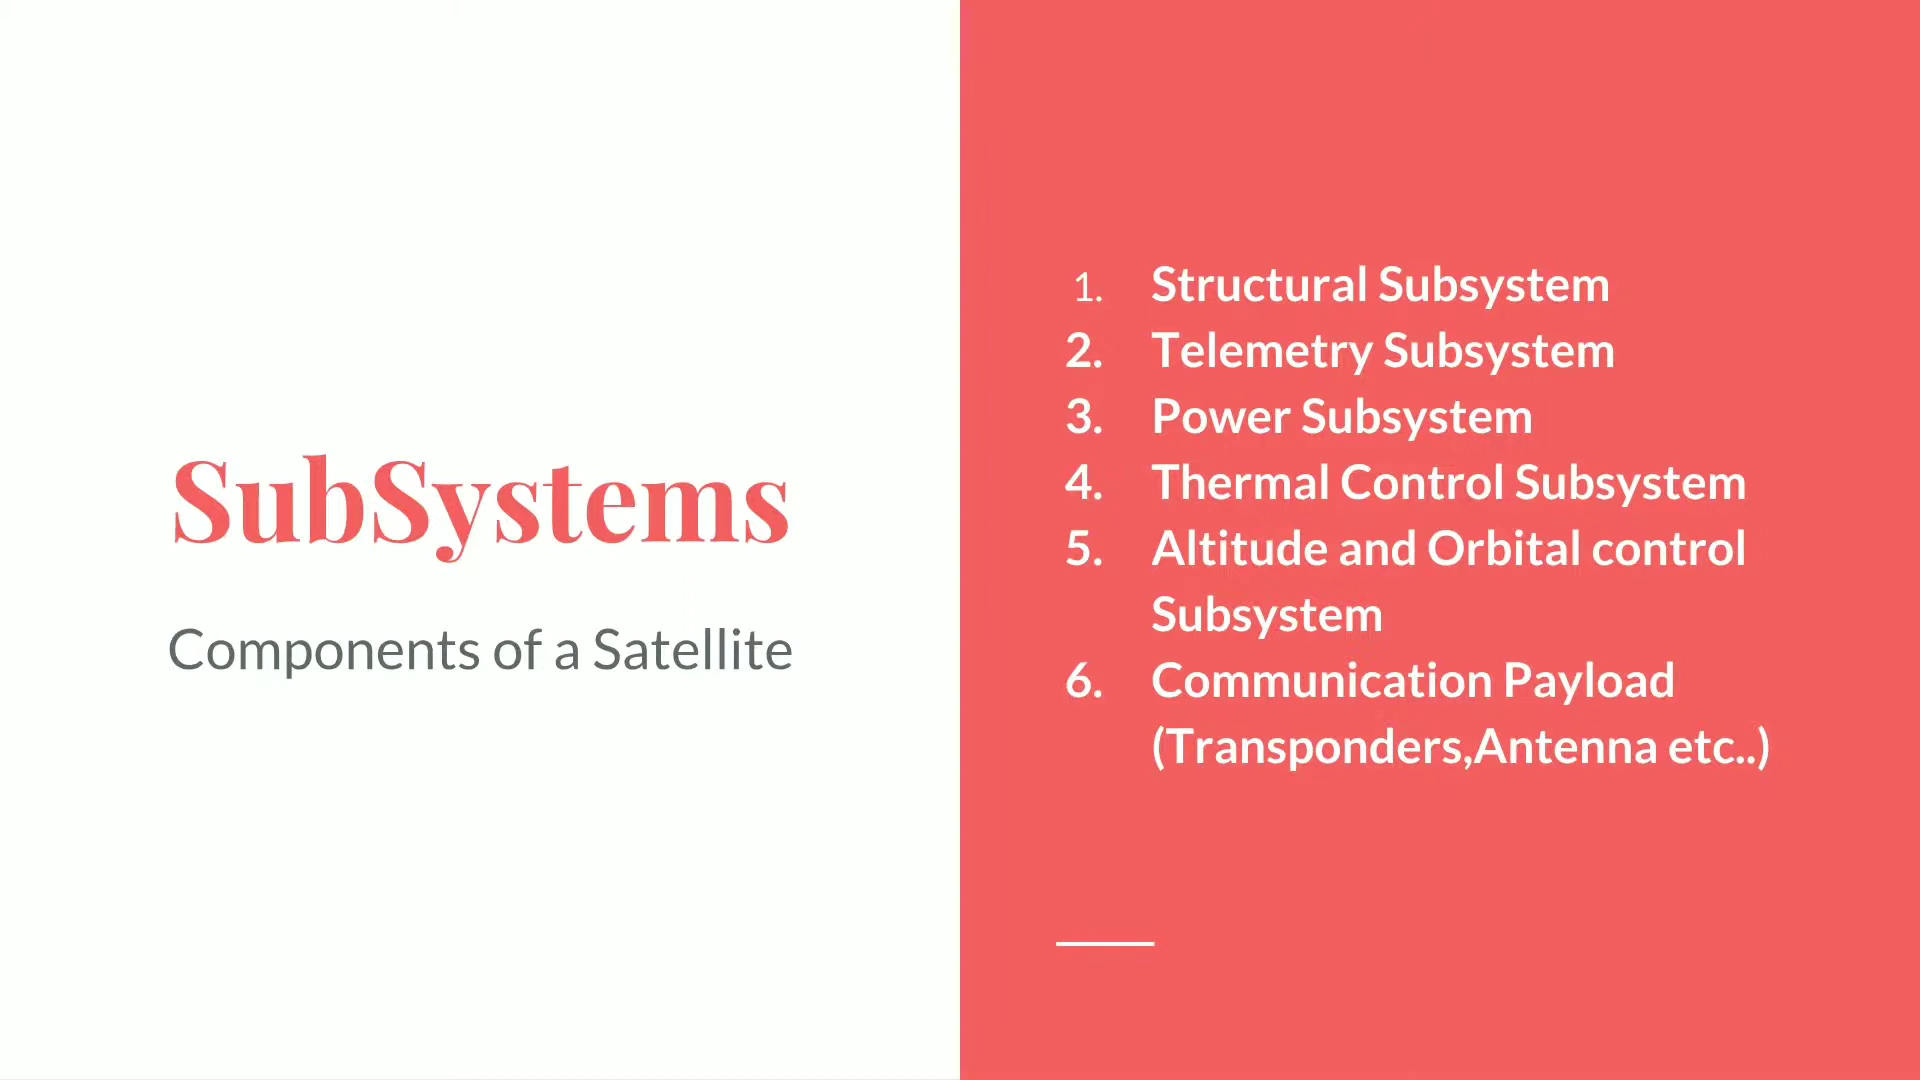 SubSystems
Components of a Satellite
1. Structural Subsystem
2. Telemetry Subsystem
3. Power Subsystem
4. Thermal Control Subsystem
5. Altitude and Orbital control
Subsystem
6. Communication Payload
(Transponders,Antenna etc..)